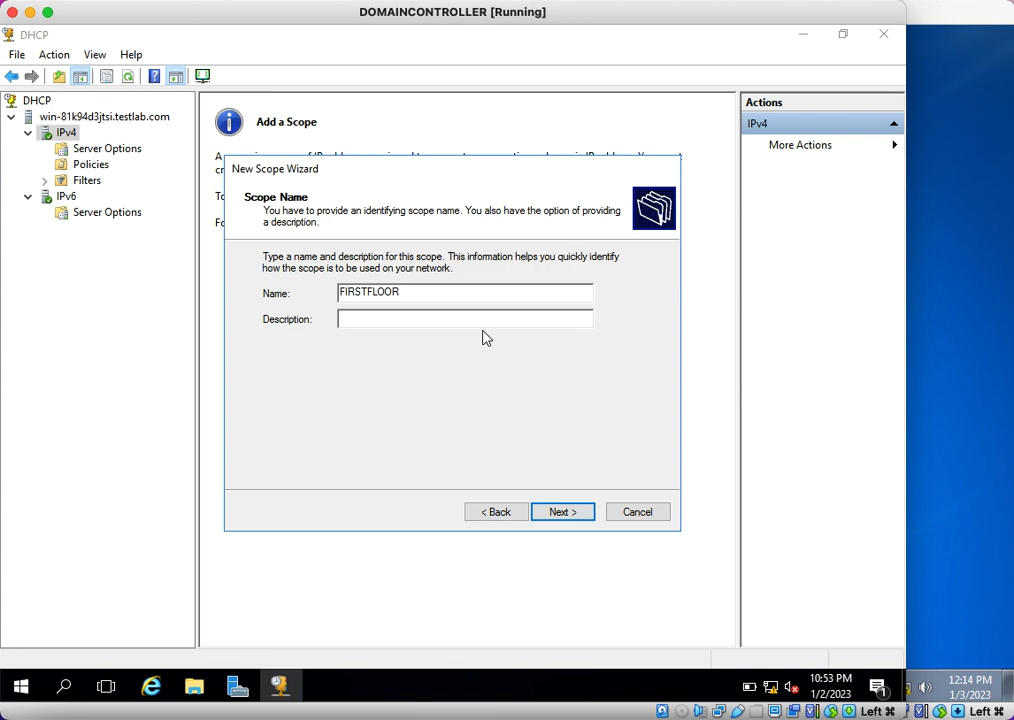 DOMAINCONTROLLER [Running]
DHCP
File Action View Help
DHCP
win-81k94d3jtsi.testlab.com
IPv4
Server Options
Policies
Filters
IPv6
Server Options
Add a Scope
New Scope Wizard
Scope Name
You have to provide an identifying scope name. You also have the option of providing
a description.
Type a name and description for this scope. This information helps you quickly identify
how the scope is to be used on your network.
Name: FIRSTFLOOR
Description:
< Back Next > Cancel
Actions
IPv4
More Actions
10:53 PM
1/2/2023
1
12:14 PM
1/3/2023
Left ⌘ Left ⌘